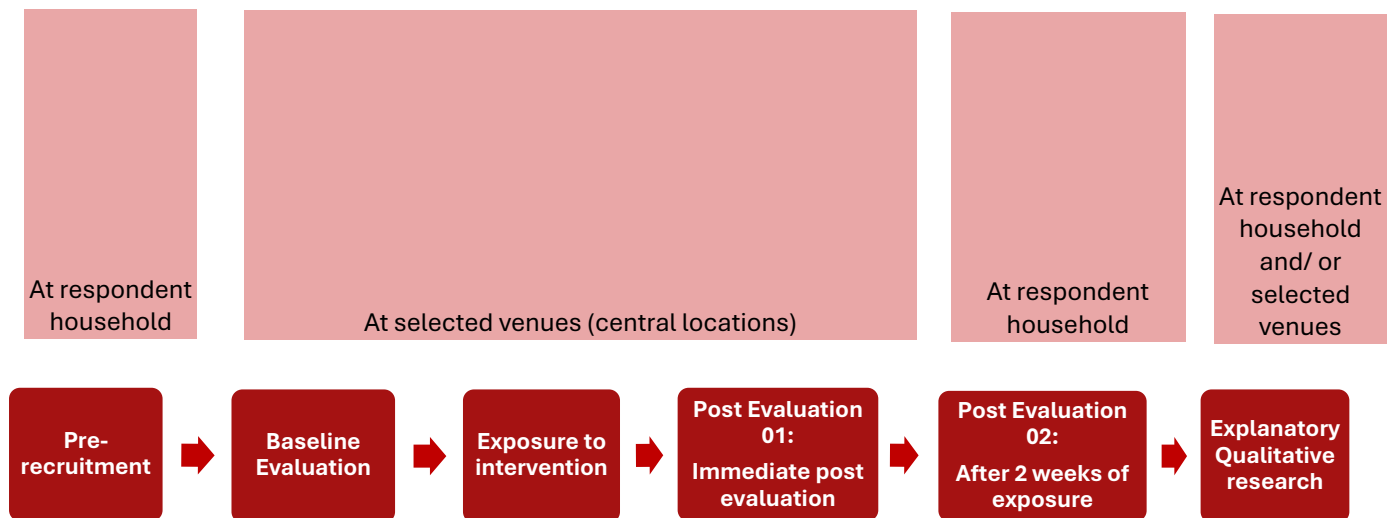 At respondent
household
At selected venues (central locations)
At respondent
household
At respondent
household
and/ or
selected
venues
Pre-
recruitment
Baseline
Evaluation
Exposure to
intervention
Post Evaluation
01:
Immediate post
evaluation
Post Evaluation
02:
After 2 weeks of
exposure
Explanatory
Qualitative
research